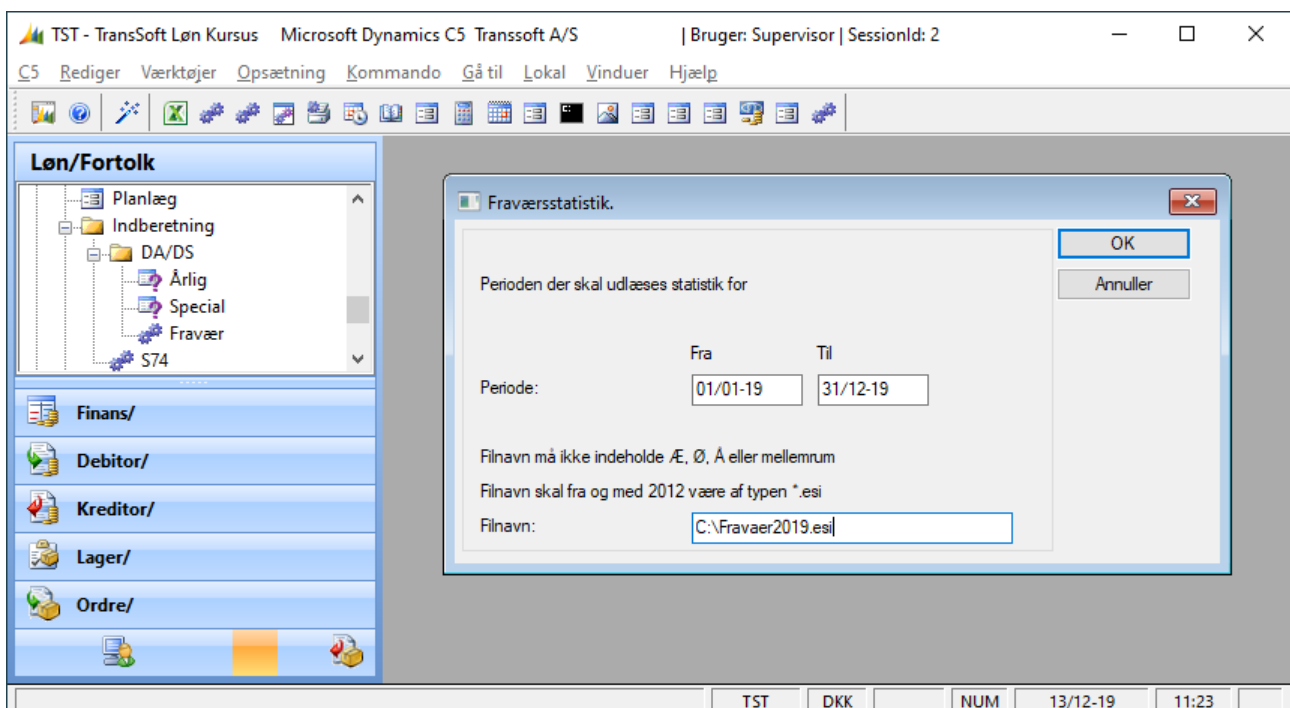 TST - TransSoft Løn Kursus Microsoft Dynamics C5 Transsoft A/S | Bruger: Supervisor | SessionId: 2
C5 Rediger Værktøjer Opsætning Kommando Gå til Lokal Vinduer Hjælp
Løn/Fortolk
Planlæg
Indberetning
DA/DS
Årlig
Special
Fravær
S74
Finans/
Debitor/
Kreditor/
Lager/
Ordre/
Fraværsstatistik.
OK
Annuller
Perioden der skal udlæses statistik for
Fra Til
Periode: 01/01-19 31/12-19
Filnavn må ikke indeholde Æ, Ø, Å eller mellemrum
Filnavn skal fra og med 2012 være af typen *.esi
Filnavn: C:\Fravaer2019.esi
TST DKK NUM 13/12-19 11:23